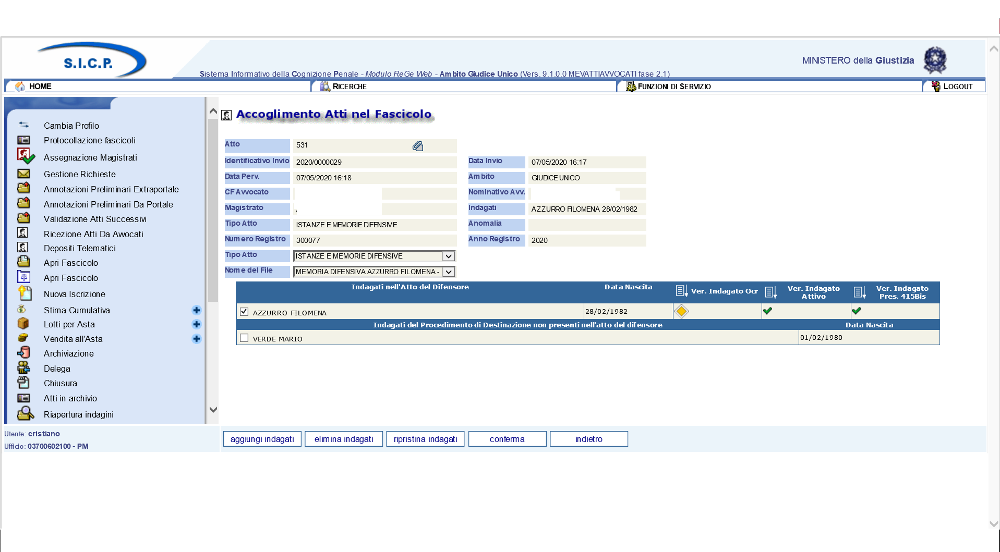 S.I.C.P.
MINISTERO della Giustizia
Sistema Informativo della Cognizione Penale - Modulo ReGe Web - Ambito Giudice Unico (Vers. 9.1.0.0 MEVATTIAVVOCATI fase 2.1)
HOME
RICERCHE
FUNZIONI DI SERVIZIO
LOGOUT
Cambia Profilo
Protocollazione fascicoli
Assegnazione Magistrati
Gestione Richieste
Annotazioni Preliminari Extraportale
Annotazioni Preliminari Da Portale
Validazione Atti Successivi
Ricezione Atti Da Avvocati
Depositi Telematici
Apri Fascicolo
Apri Fascicolo
Nuova Iscrizione
Stima Cumulativa
Lotti per Asta
Vendita all'Asta
Archiviazione
Delega
Chiusura
Atti in archivio
Riapertura indagini
Utente: cristiano
Ufficio: 03700602100 - PM
Accoglimento Atti nel Fascicolo
Atto 531
Identificativo Invio 2020/0000029 Data Invio 07/05/2020 16:17
Data Perv. 07/05/2020 16:18 Ambito GIUDICE UNICO
CF Avvocato Nominativo Avv.
Magistrato Indagati AZZURRO FILOMENA 28/02/1982
Tipo Atto ISTANZE E MEMORIE DIFENSIVE Anomalia
Numero Registro 300077 Anno Registro 2020
Tipo Atto ISTANZE E MEMORIE DIFENSIVE
Nome del File MEMORIA DIFENSIVA AZZURRO FILOMENA -
Indagati nell'Atto del Difensore Data Nascita Ver. Indagato Ocr Ver. Indagato Attivo Ver. Indagato Pres. 415Bis
AZZURRO FILOMENA 28/02/1982
Indagati del Procedimento di Destinazione non presenti nell'atto del difensore Data Nascita
VERDE MARIO 01/02/1980
aggiungi indagati
elimina indagati
ripristina indagati
conferma
indietro